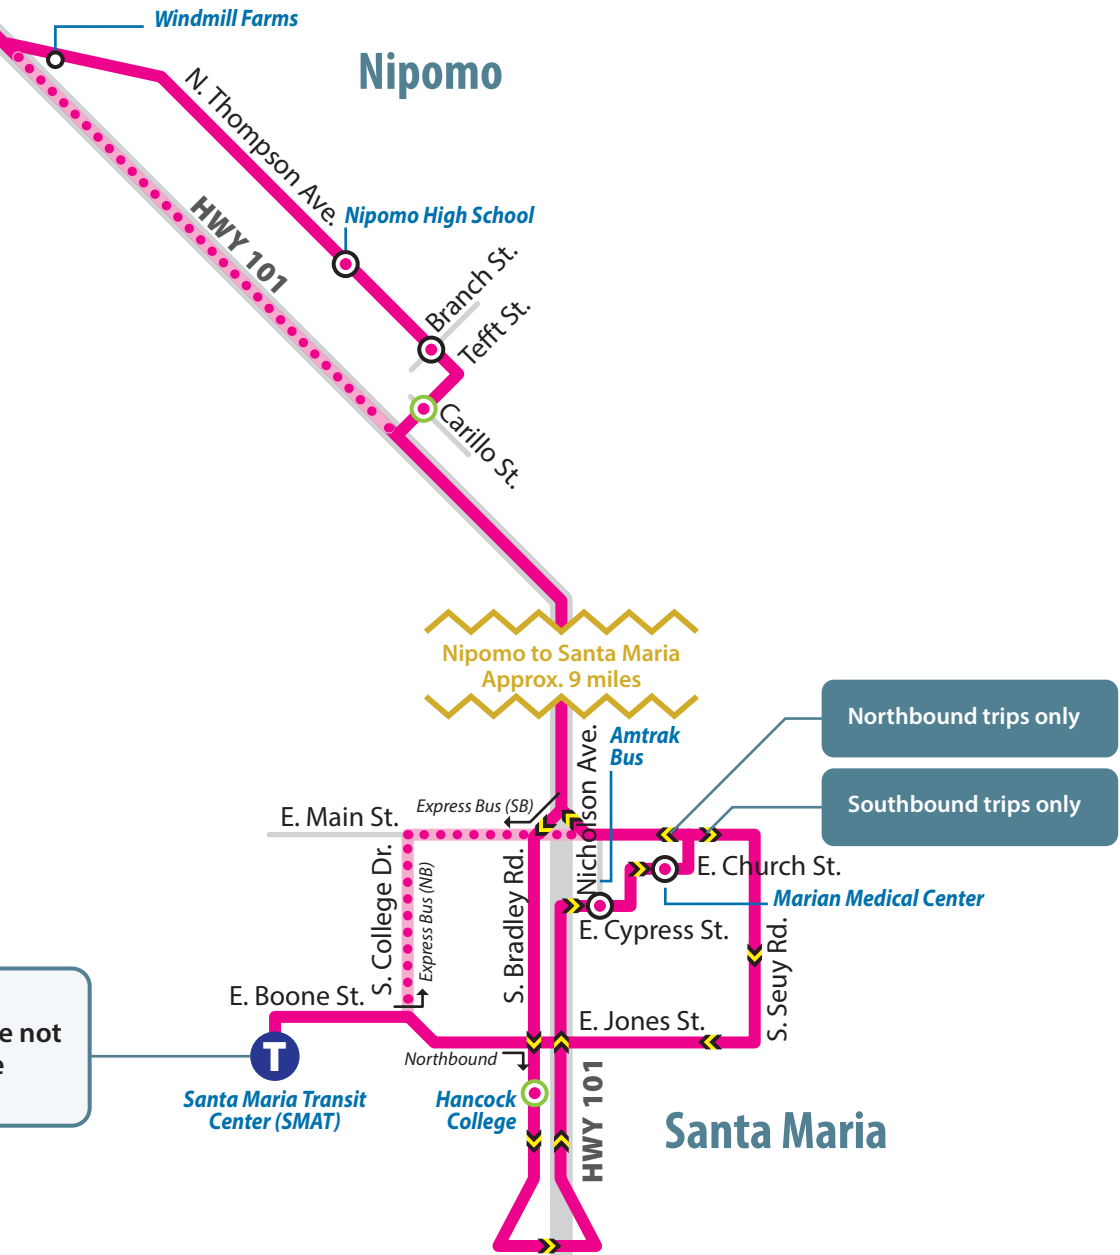 Windmill Farms
Nipomo
N. Thompson Ave.
HWY 101
Nipomo High School
Branch St.
Tefft St.
Carillo St.
Nipomo to Santa Maria
Approx. 9 miles
Northbound trips only
Southbound trips only
Amtrak
Bus
Nicholson Ave.
Express Bus (SB)
E. Main St.
E. Church St.
Marian Medical Center
S. College Dr.
Express Bus (NB)
S. Bradley Rd.
E. Cypress St.
S. Seuy Rd.
E. Boone St.
E. Jones St.
e not
e
T
Northbound
Santa Maria Transit
Center (SMAT)
Hancock
College
HWY 101
Santa Maria